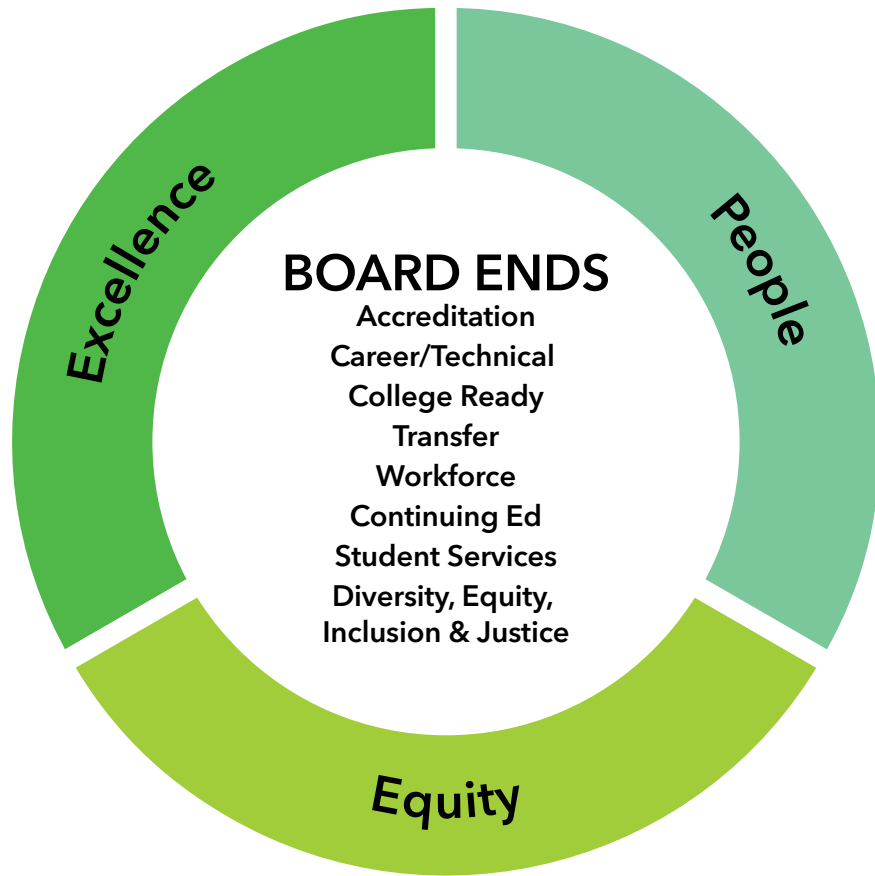 Excellence
People
BOARD ENDS
Accreditation
Career/Technical
College Ready
Transfer
Workforce
Continuing Ed
Student Services
Diversity, Equity,
Inclusion & Justice
Equity